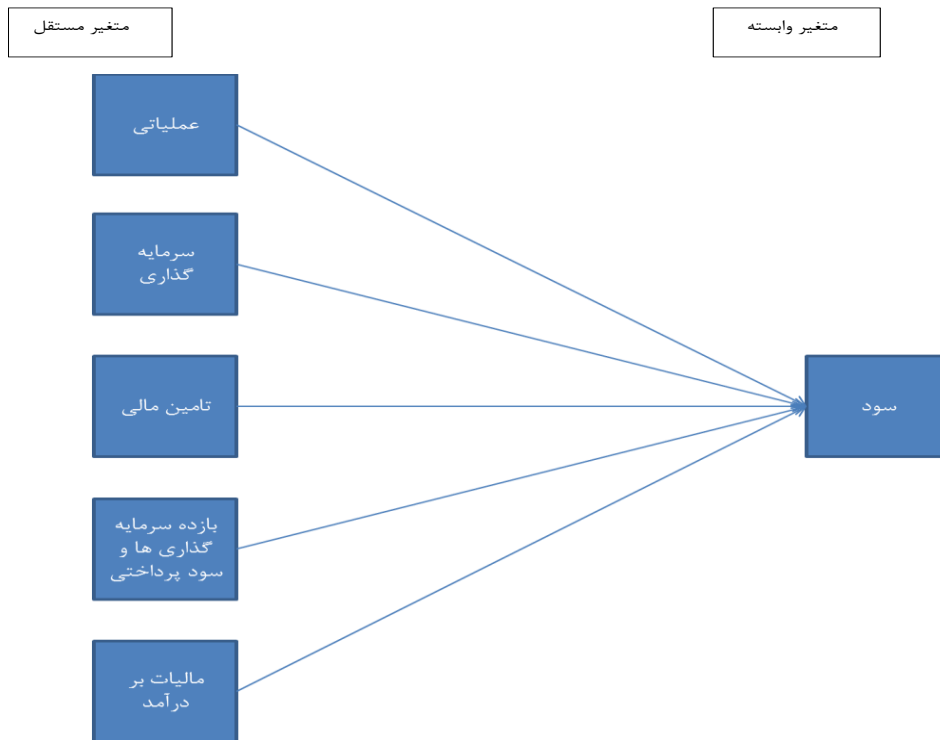 متغیر مستقل
متغیر وابسته
عملیاتی
سرمایه
گذاری
تامین مالی
سود
بازده سرمایه
گذاری ها و
سود پرداختی
مالیات بر
درآمد